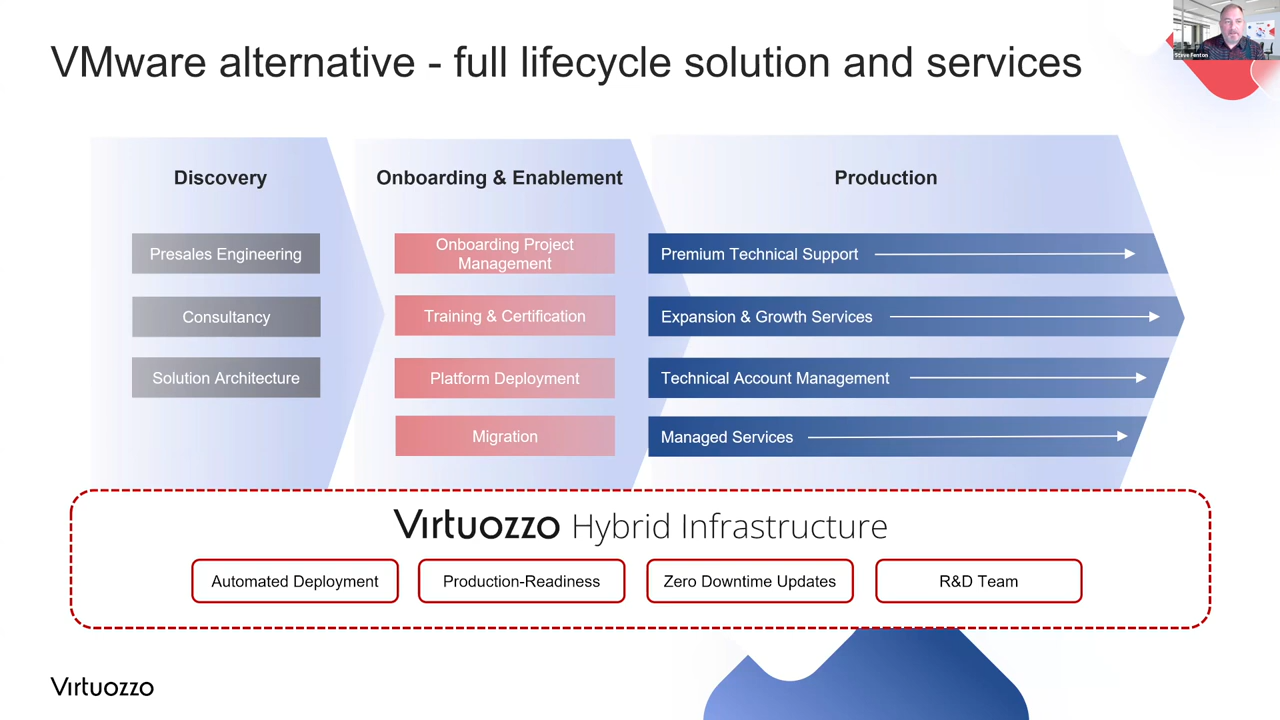 VMware alternative - full lifecycle solution and services
Steve Fenton
Discovery
Presales Engineering
Consultancy
Solution Architecture
Onboarding & Enablement
Onboarding Project
Management
Training & Certification
Platform Deployment
Migration
Production
Premium Technical Support
Expansion & Growth Services
Technical Account Management
Managed Services
Virtuozzo Hybrid Infrastructure
Automated Deployment
Production-Readiness
Zero Downtime Updates
R&D Team
Virtuozzo